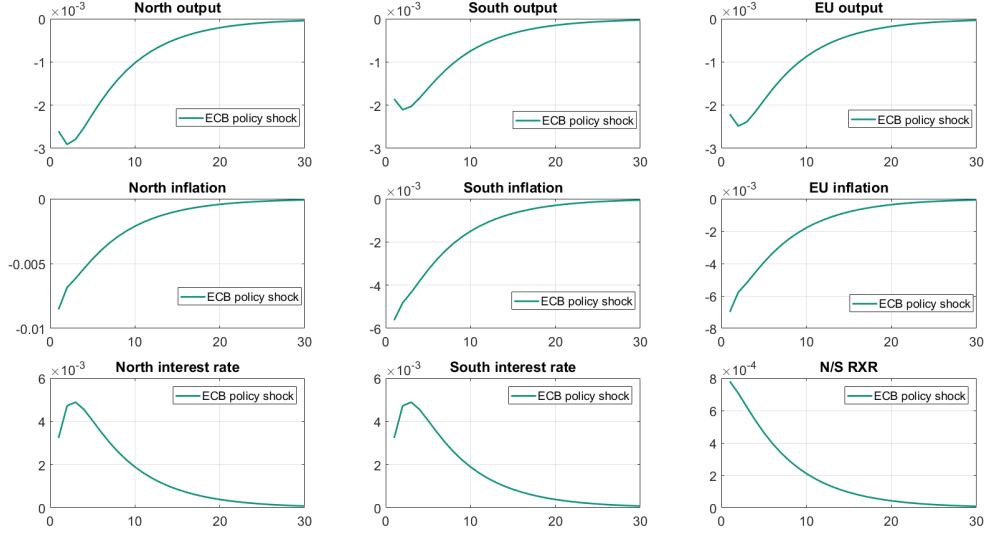 North output
×10-3
0
-1
-2
-3
0 10 20 30
ECB policy shock
South output
×10-3
0
-1
-2
-3
0 10 20 30
ECB policy shock
EU output
×10-3
0
-1
-2
-3
0 10 20 30
ECB policy shock
North inflation
0
-0.005
-0.01
0 10 20 30
ECB policy shock
South inflation
×10-3
0
-2
-4
-6
0 10 20 30
ECB policy shock
EU inflation
×10-3
0
-2
-4
-6
-8
0 10 20 30
ECB policy shock
North interest rate
×10-3
6
4
2
0
0 10 20 30
ECB policy shock
South interest rate
×10-3
6
4
2
0
0 10 20 30
ECB policy shock
N/S RXR
×10-4
8
6
4
2
0
0 10 20 30
ECB policy shock